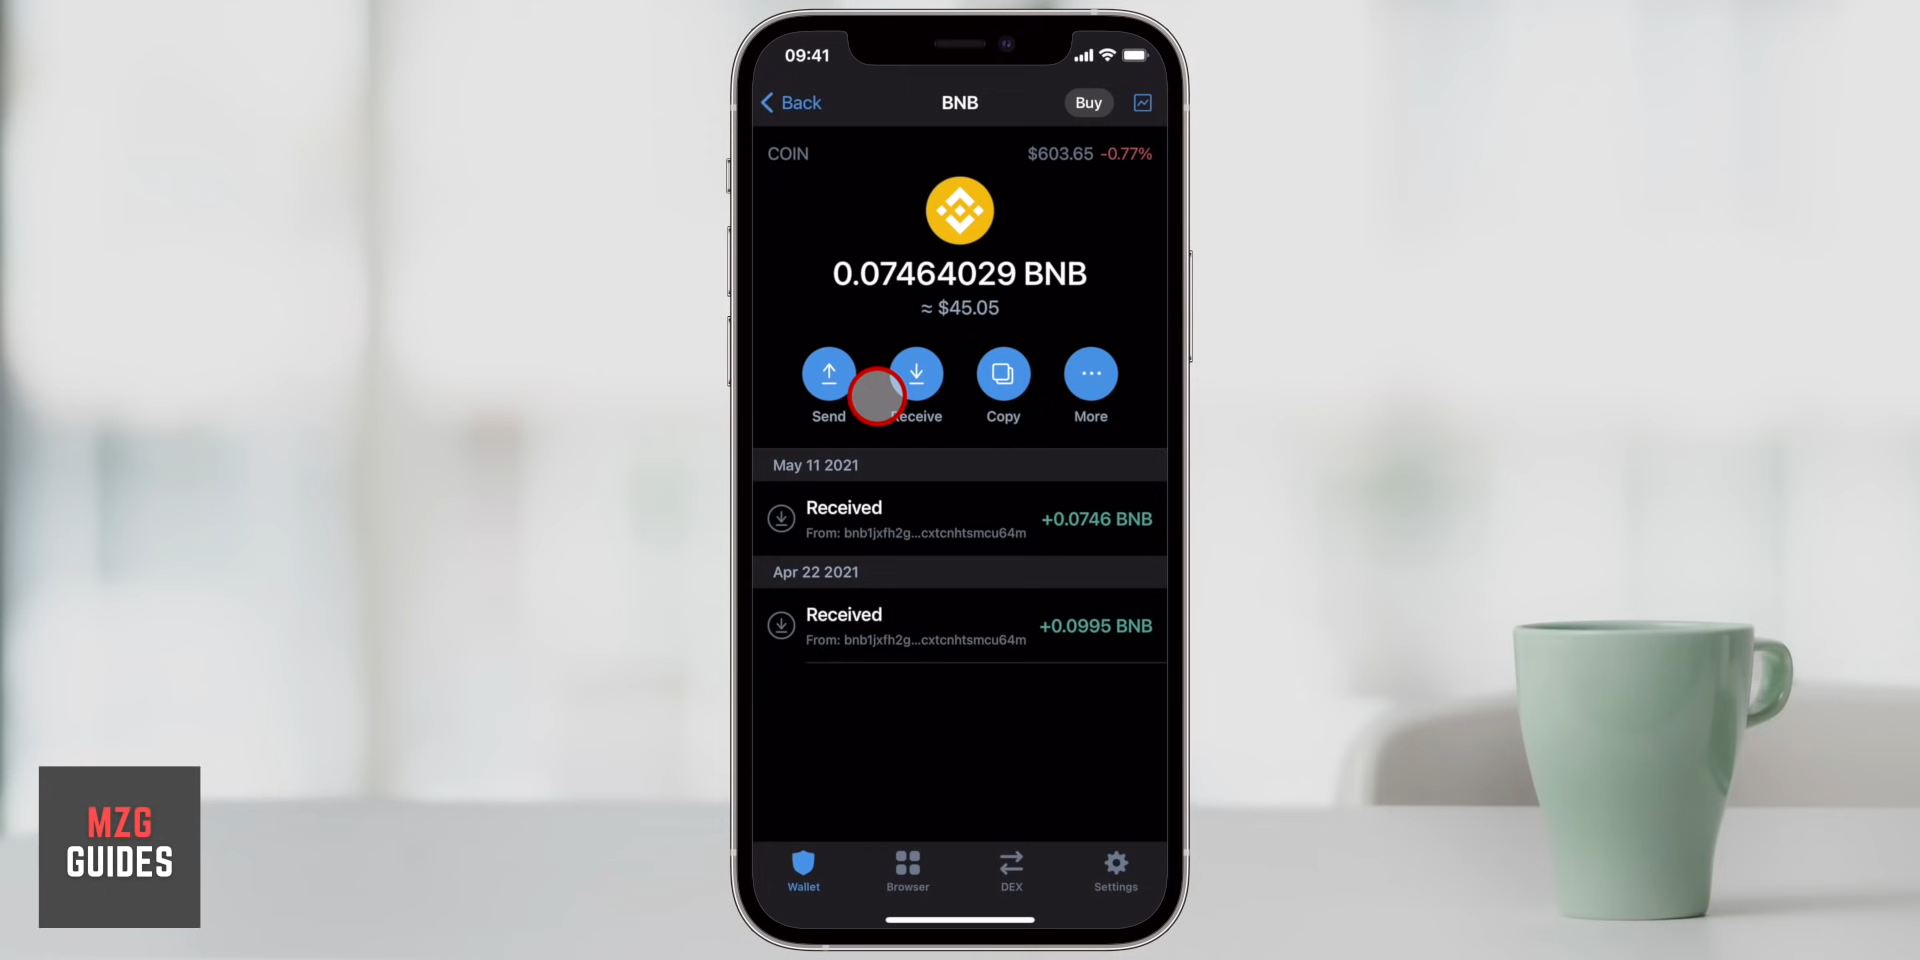 09:41
Back
BNB
Buy
COIN
$603.65 -0.77%
0.07464029 BNB
≈ $45.05
Send
eceive
Copy
More
May 11 2021
Received
+0.0746 BNB
From: bnb1jxfh2g...cxtcnhtsmcu64m
Apr 22 2021
Received
+0.0995 BNB
From: bnb1jxfh2g...cxtcnhtsmcu64m
Wallet
Browser
DEX
Settings
MZG
GUIDES